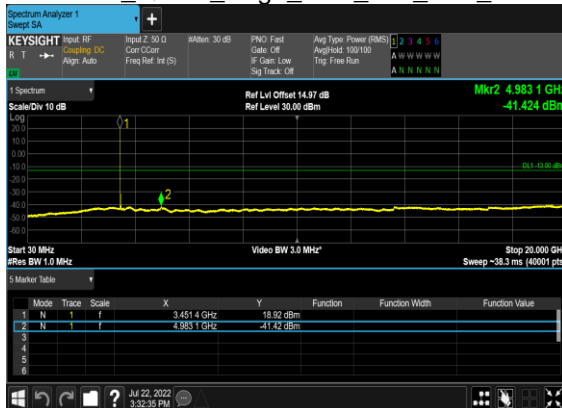 Spectrum Analyzer 1
Swept SA
+
KEYSIGHT Input: RF Input Z: 50 Ω #Atten: 30 dB PNO: Fast Avg Type: Power (RMS) 1 2 3 4 5 6
R T Coupling: DC Corr CCorr Gate: Off Avg|Hold: 100/100 A W W W W W
Align: Auto Freq Ref: Int (S) IF Gain: Low Trig: Free Run
Sig Track: Off A N N N N N
1 Spectrum Ref Lvl Offset 14.97 dB Mkr2 4.983 1 GHz
Scale/Div 10 dB Ref Level 30.00 dBm -41.424 dBm
Log
1
20.0
10.0
0.00
-10.0 DL1 -13.00 dBm
-20.0
-30.0
2
-40.0
-50.0
-60.0
Start 30 MHz Video BW 3.0 MHz* Stop 20.000 GHz
#Res BW 1.0 MHz Sweep ~38.3 ms (40001 pts)
5 Marker Table
Mode Trace Scale X Y Function Function Width Function Value
1 N 1 f 3.451 4 GHz 18.92 dBm
2 N 1 f 4.983 1 GHz -41.42 dBm
3
4
5
6
? Jul 22, 2022
3:32:35 PM